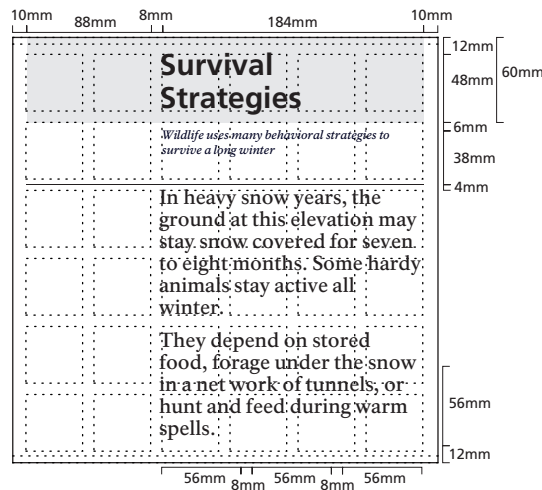 10mm 88mm 8mm 184mm 10mm
12mm
48mm
60mm
Survival
Strategies
6mm
Wildlife uses many behavioral strategies to
survive a long winter
38mm
4mm
In heavy snow years, the
ground at this elevation may
stay snow covered for seven
to eight months. Some hardy
animals stay active all
winter.
They depend on stored
food, forage under the snow
in a net work of tunnels, or
hunt and feed during warm
spells.
56mm
12mm
56mm 8mm 56mm 8mm 56mm